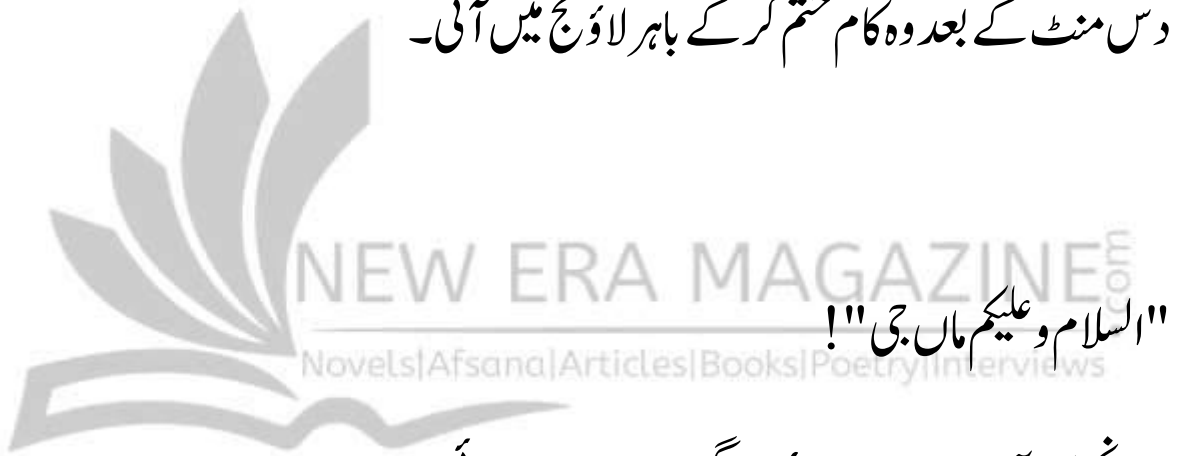 دس منٹ کے بعد وہ کام ختم کر کے باہر لاؤنج میں آئی۔
NEW ERA MAGAZINE.com
"السلام و علیکم ماں جی"!
Novels|Afsana|Articles|Books|Poetry|Interviews